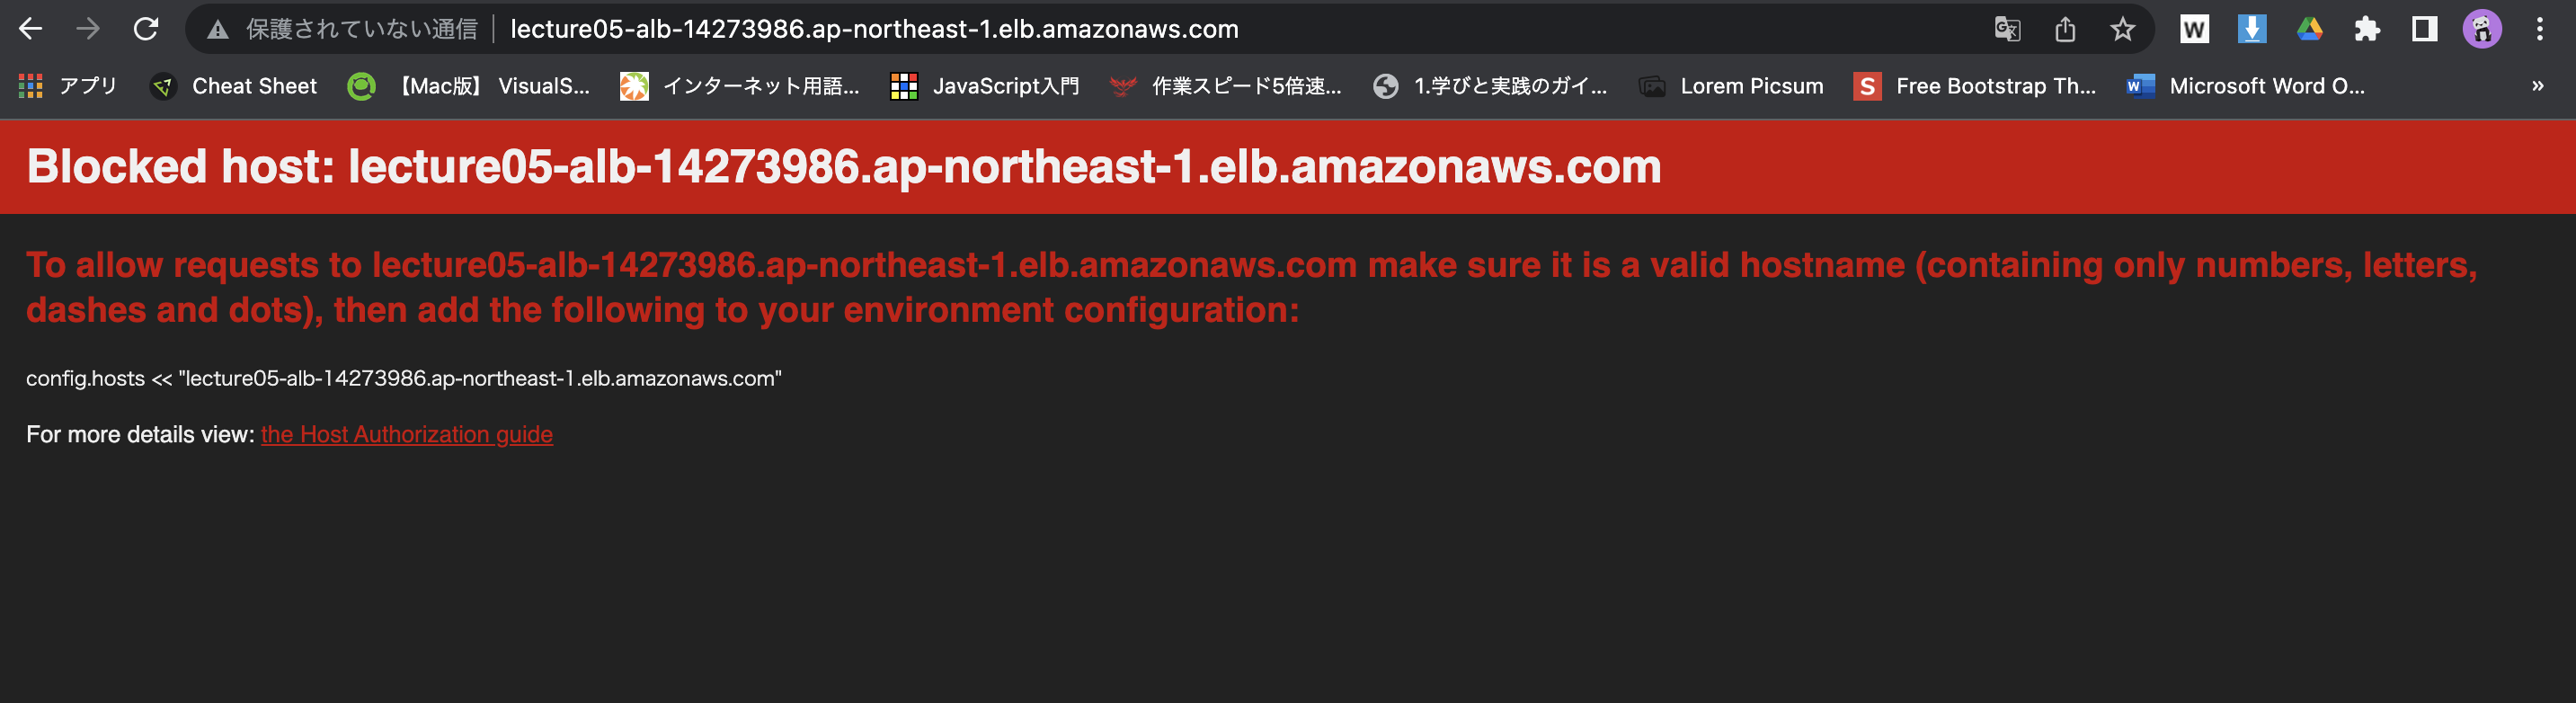 保護されていない通信 lecture05-alb-14273986.ap-northeast-1.elb.amazonaws.com
アプリ Cheat Sheet 【Mac版】 VisualS... インターネット用語... JavaScript入門 作業スピード5倍速... 1.学びと実践のガイ... Lorem Picsum Free Bootstrap Th... Microsoft Word O... »
Blocked host: lecture05-alb-14273986.ap-northeast-1.elb.amazonaws.com
To allow requests to lecture05-alb-14273986.ap-northeast-1.elb.amazonaws.com make sure it is a valid hostname (containing only numbers, letters,
dashes and dots), then add the following to your environment configuration:
config.hosts << "lecture05-alb-14273986.ap-northeast-1.elb.amazonaws.com"
For more details view: the Host Authorization guide